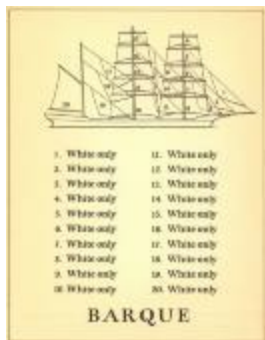 1. White only 11. White only
2. White only 12. White only
3. White only 13. White only
4. White only 14. White only
5. White only 15. White only
6. White only 16. White only
7. White only 17. White only
8. White only 18. White only
9. White only 19. White only
10. White only 20. White only
BARQUE